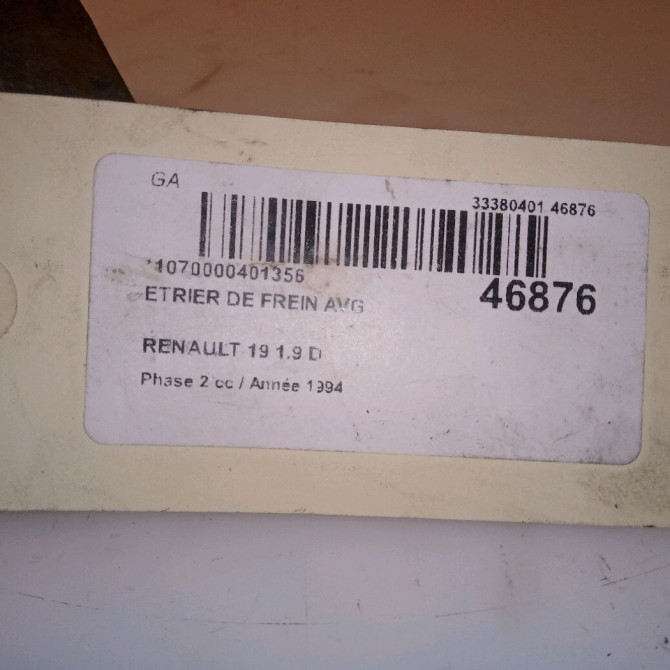 GA
33380401 46876
*1070000401356
46876
ETRIER DE FREIN AVG
RENAULT 19 1.9 D
Phase 2 cc / Année 1994